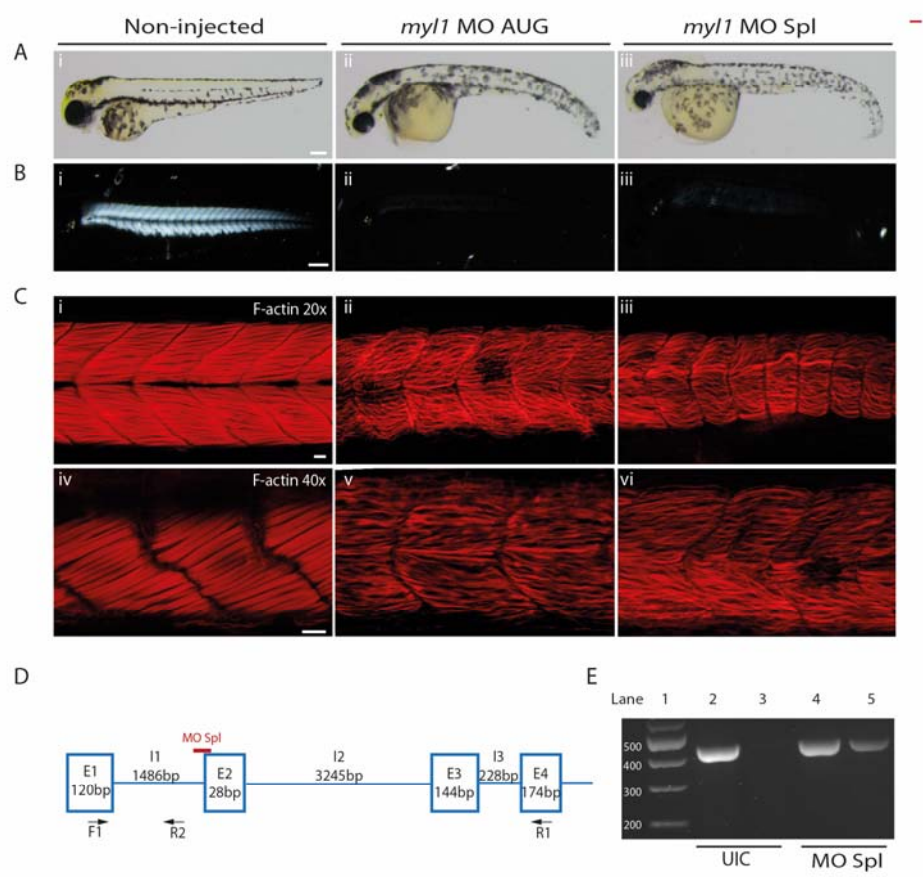 Non-injected
myl1 MO AUG
myl1 MO Spl
A
i
ii
iii
B
i
ii
iii
C
i
F-actin 20x
ii
iii
iv
F-actin 40x
v
vi
D
MO Spl
E1
120bp
I1
1486bp
E2
28bp
I2
3245bp
E3
144bp
I3
228bp
E4
174bp
F1
R2
R1
E
Lane 1 2 3 4 5
500
400
300
200
UIC
MO Spl